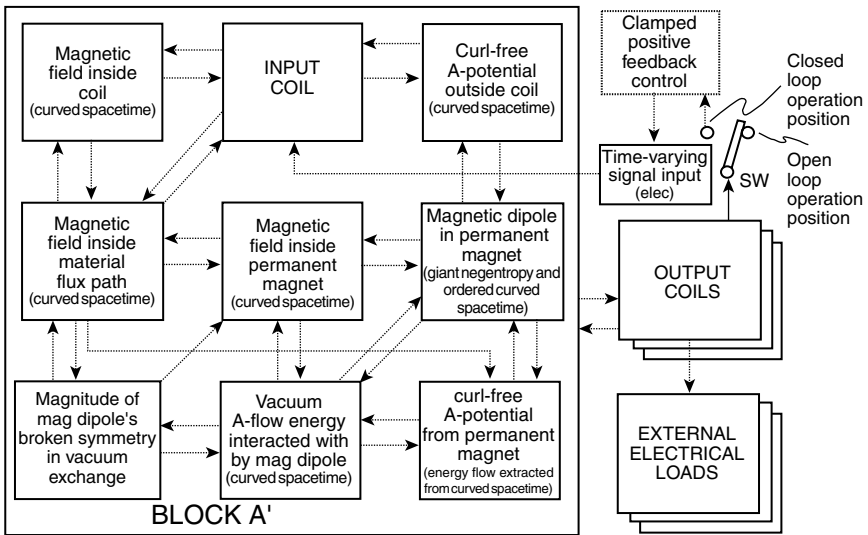 Magnetic
field inside
coil
(curved spacetime)
INPUT
COIL
Curl-free
A-potential
outside coil
(curved spacetime)
Clamped
positive
feedback
control
Closed
loop
operation
position
Time-varying
signal input
(elec)
SW
Open
loop
operation
position
Magnetic
field inside
material
flux path
(curved spacetime)
Magnetic
field inside
permanent
magnet
(curved spacetime)
Magnetic dipole
in permanent
magnet
(giant negentropy and
ordered curved
spacetime)
OUTPUT
COILS
Magnitude of
mag dipole's
broken symmetry
in vacuum
exchange
Vacuum
A-flow energy
interacted with
by mag dipole
(curved spacetime)
curl-free
A-potential
from permanent
magnet
(energy flow extracted
from curved spacetime)
EXTERNAL
ELECTRICAL
LOADS
BLOCK A'